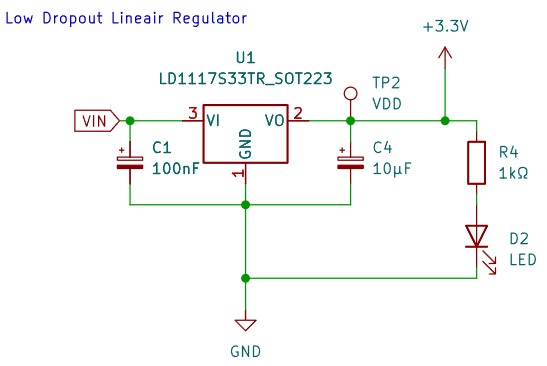 Low Dropout Lineair Regulator
+3.3V
U1
LD1117S33TR_SOT223
TP2
VDD
VIN
3
VI
VO
2
GND
1
+
C1
100nF
+
C4
10µF
R4
1kΩ
D2
LED
GND